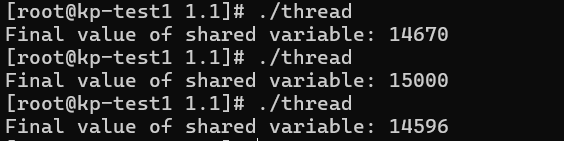 [root@kp-test1 1.1]# ./thread
Final value of shared variable: 14670
[root@kp-test1 1.1]# ./thread
Final value of shared variable: 15000
[root@kp-test1 1.1]# ./thread
Final value of shared variable: 14596